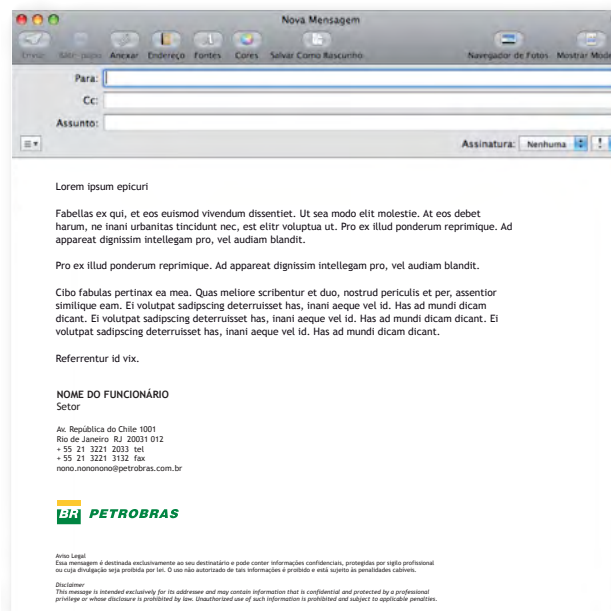 Nova Mensagem
Enviar Bate-papo Anexar Endereço Fontes Cores Salvar Como Rascunho Navegador de Fotos Mostrar Mode
Para:
Cc:
Assunto:
Assinatura: Nenhuma !
Lorem ipsum epicuri
Fabellas ex qui, et eos euismod vivendum dissentiet. Ut sea modo elit molestie. At eos debet
harum, ne inani urbanitas tincidunt nec, est elitr voluptua ut. Pro ex illud ponderum reprimique. Ad
appareat dignissim intellegam pro, vel audiam blandit.
Pro ex illud ponderum reprimique. Ad appareat dignissim intellegam pro, vel audiam blandit.
Cibo fabulas pertinax ea mea. Quas meliore scribentur et duo, nostrud periculis et per, assentior
similique eam. Ei volutpat sadipscing deterruisset has, inani aeque vel id. Has ad mundi dicam
dicant. Ei volutpat sadipscing deterruisset has, inani aeque vel id. Has ad mundi dicam dicant. Ei
volutpat sadipscing deterruisset has, inani aeque vel id. Has ad mundi dicam dicant.
Referrentur id vix.
NOME DO FUNCIONÁRIO
Setor
Av. República do Chile 1001
Rio de Janeiro RJ 20031 012
+ 55 21 3221 2033 tel
+ 55 21 3221 3132 fax
nono.nononono@petrobras.com.br
BR PETROBRAS
Aviso Legal
Essa mensagem é destinada exclusivamente ao seu destinatário e pode conter informações confidenciais, protegidas por sigilo profissional
ou cuja divulgação seja proibida por lei. O uso não autorizado de tais informações é proibido e está sujeito às penalidades cabíveis.
Disclaimer
This message is intended exclusively for its addressee and may contain information that is confidential and protected by a professional
privilege or whose disclosure is prohibited by law. Unauthorized use of such information is prohibited and subject to applicable penalties.